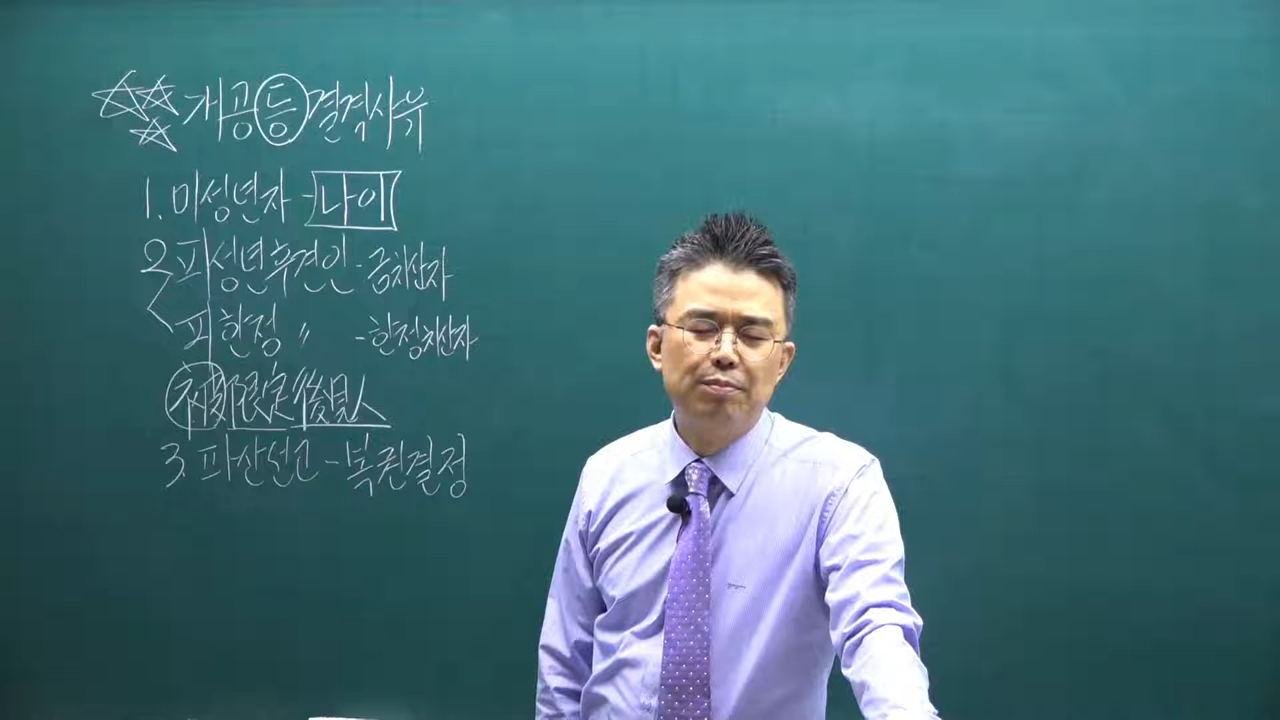 ☆☆☆ 개공등결격사유
1. 미성년자 - 나이
2. 피성년후견인 - 금치산자
피한정 〃 - 한정치산자
被限定後見人
3. 파산선고 - 복권결정